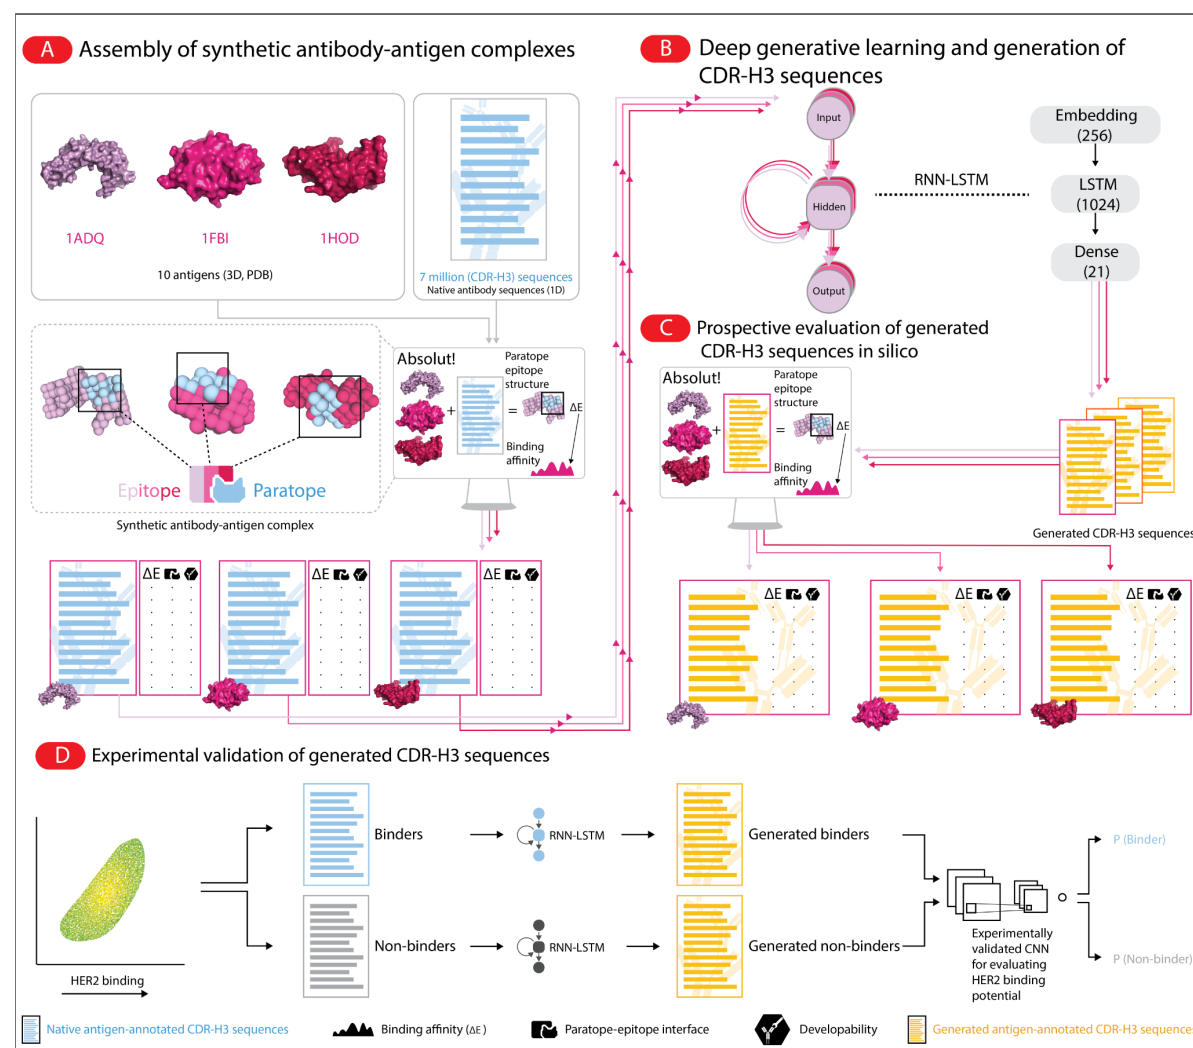 A Assembly of synthetic antibody-antigen complexes
1ADQ
1FBI
1HOD
10 antigens (3D, PDB)
7 million (CDR-H3) sequences
Native antibody sequences (1D)
Epitope
Paratope
Synthetic antibody-antigen complex
Absolut!
Paratope
epitope
structure
+
=
ΔE
Binding
affinity
ΔE
ΔE
ΔE
B Deep generative learning and generation of
CDR-H3 sequences
Input
Hidden
Output
RNN-LSTM
Embedding
(256)
LSTM
(1024)
Dense
(21)
C Prospective evaluation of generated
CDR-H3 sequences in silico
Absolut!
Paratope
epitope
structure
+
=
ΔE
Binding
affinity
Generated CDR-H3 sequences
ΔE
ΔE
ΔE
D Experimental validation of generated CDR-H3 sequences
HER2 binding
Binders
RNN-LSTM
Generated binders
Non-binders
RNN-LSTM
Generated non-binders
Experimentally
validated CNN
for evaluating
HER2 binding
potential
P (Binder)
P (Non-binder)
Native antigen-annotated CDR-H3 sequences
Binding affinity (ΔE )
Paratope-epitope interface
Developability
Generated antigen-annotated CDR-H3 sequences